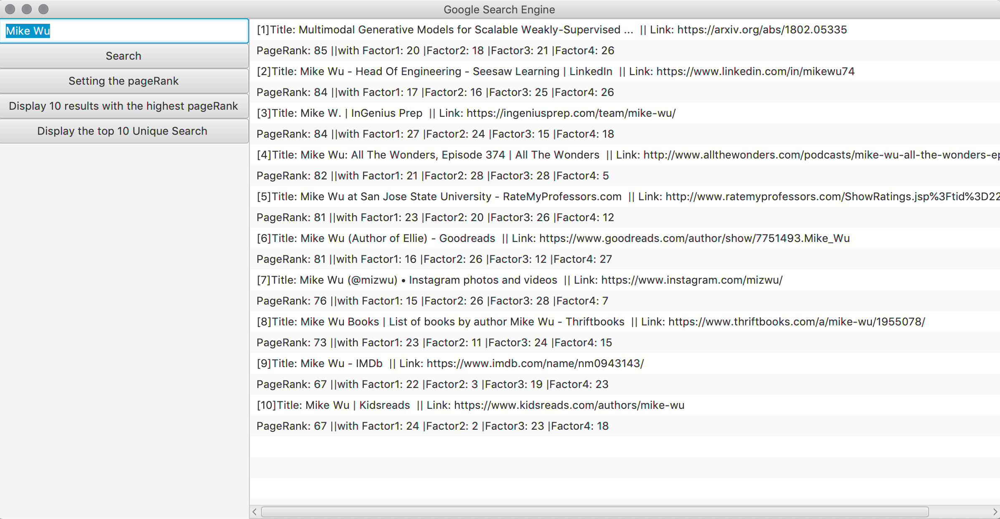 Google Search Engine
Mike Wu
Search
Setting the pageRank
Display 10 results with the highest pageRank
Display the top 10 Unique Search
[1]Title: Multimodal Generative Models for Scalable Weakly-Supervised ...  || Link: https://arxiv.org/abs/1802.05335
PageRank: 85 ||with Factor1: 20 |Factor2: 18 |Factor3: 21 |Factor4: 26
[2]Title: Mike Wu - Head Of Engineering - Seesaw Learning | LinkedIn  || Link: https://www.linkedin.com/in/mikewu74
PageRank: 84 ||with Factor1: 17 |Factor2: 16 |Factor3: 25 |Factor4: 26
[3]Title: Mike W. | InGenius Prep  || Link: https://ingeniusprep.com/team/mike-wu/
PageRank: 84 ||with Factor1: 27 |Factor2: 24 |Factor3: 15 |Factor4: 18
[4]Title: Mike Wu: All The Wonders, Episode 374 | All The Wonders  || Link: http://www.allthewonders.com/podcasts/mike-wu-all-the-wonders-ep
PageRank: 82 ||with Factor1: 21 |Factor2: 28 |Factor3: 28 |Factor4: 5
[5]Title: Mike Wu at San Jose State University - RateMyProfessors.com  || Link: http://www.ratemyprofessors.com/ShowRatings.jsp%3Ftid%3D22
PageRank: 81 ||with Factor1: 23 |Factor2: 20 |Factor3: 26 |Factor4: 12
[6]Title: Mike Wu (Author of Ellie) - Goodreads  || Link: https://www.goodreads.com/author/show/7751493.Mike_Wu
PageRank: 81 ||with Factor1: 16 |Factor2: 26 |Factor3: 12 |Factor4: 27
[7]Title: Mike Wu (@mizwu) • Instagram photos and videos  || Link: https://www.instagram.com/mizwu/
PageRank: 76 ||with Factor1: 15 |Factor2: 26 |Factor3: 28 |Factor4: 7
[8]Title: Mike Wu Books | List of books by author Mike Wu - Thriftbooks  || Link: https://www.thriftbooks.com/a/mike-wu/1955078/
PageRank: 73 ||with Factor1: 23 |Factor2: 11 |Factor3: 24 |Factor4: 15
[9]Title: Mike Wu - IMDb  || Link: https://www.imdb.com/name/nm0943143/
PageRank: 67 ||with Factor1: 22 |Factor2: 3 |Factor3: 19 |Factor4: 23
[10]Title: Mike Wu | Kidsreads  || Link: https://www.kidsreads.com/authors/mike-wu
PageRank: 67 ||with Factor1: 24 |Factor2: 2 |Factor3: 23 |Factor4: 18